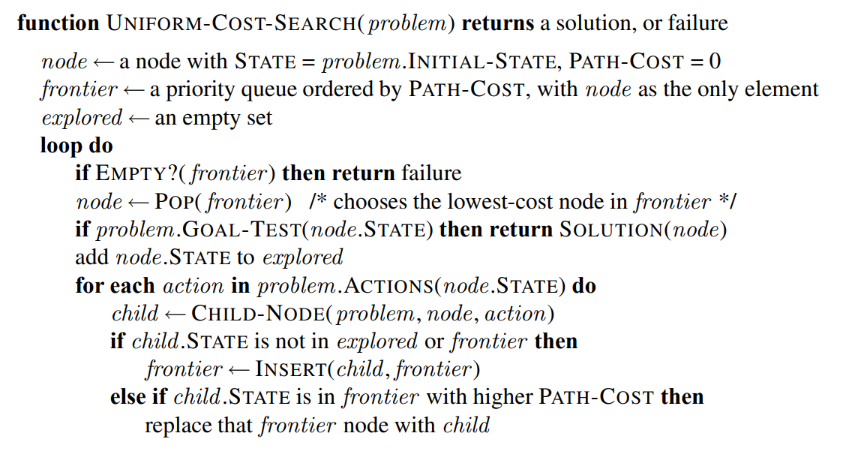 function UNIFORM-COST-SEARCH(problem) returns a solution, or failure
node ← a node with STATE = problem.INITIAL-STATE, PATH-COST = 0
frontier ← a priority queue ordered by PATH-COST, with node as the only element
explored ← an empty set
loop do
if EMPTY?(frontier) then return failure
node ← POP(frontier) /* chooses the lowest-cost node in frontier */
if problem.GOAL-TEST(node.STATE) then return SOLUTION(node)
add node.STATE to explored
for each action in problem.ACTIONS(node.STATE) do
child ← CHILD-NODE(problem, node, action)
if child.STATE is not in explored or frontier then
frontier ← INSERT(child, frontier)
else if child.STATE is in frontier with higher PATH-COST then
replace that frontier node with child